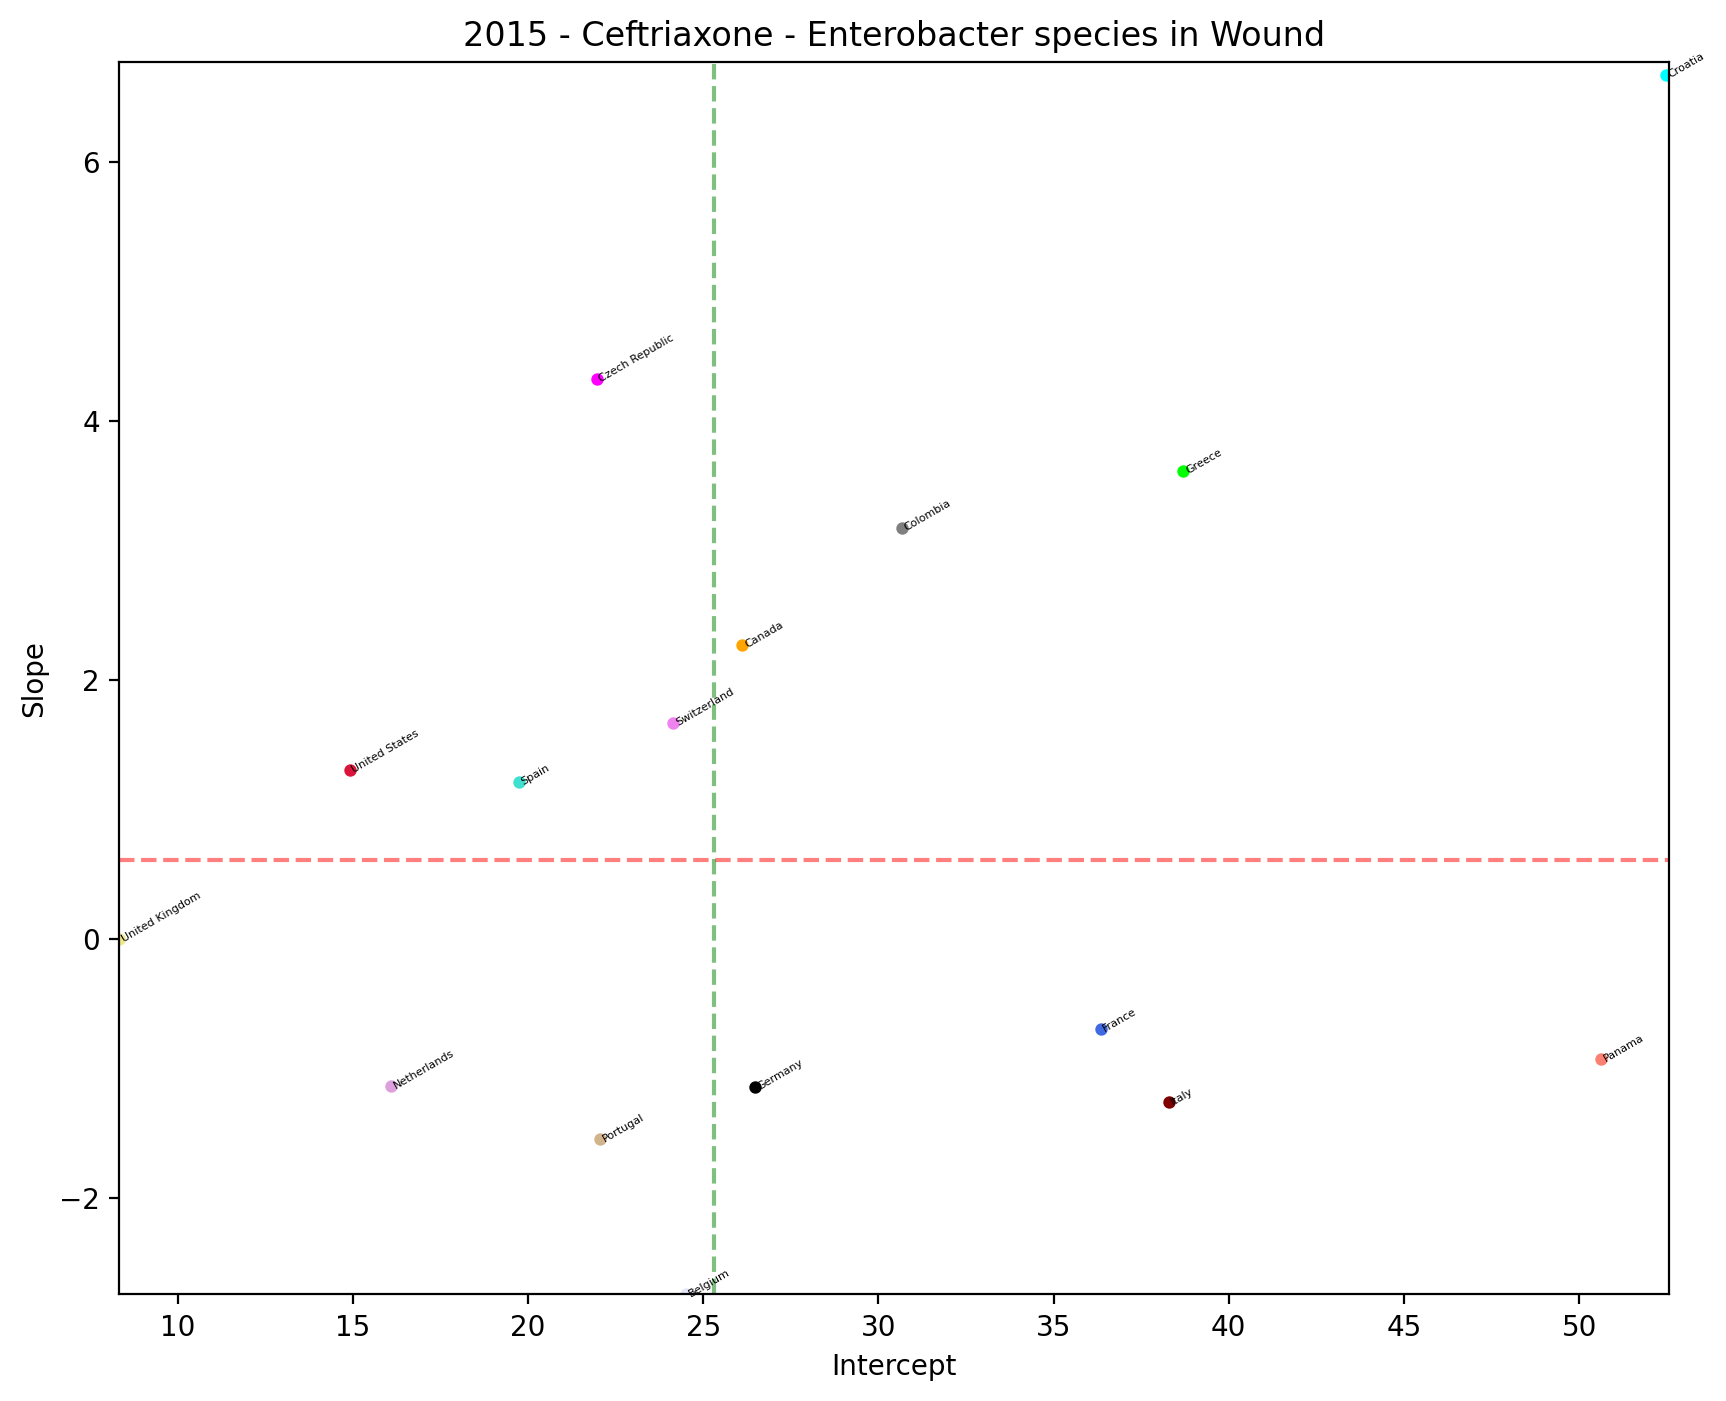 2015 - Ceftriaxone - Enterobacter species in Wound
Croatia
6
Czech Republic
4
Greece
Colombia
Canada
2
Switzerland
United States
Spain
Slope
United Kingdom
0
France
Panama
Netherlands
Germany
Italy
Portugal
−2
Belgium
10 15 20 25 30 35 40 45 50
Intercept